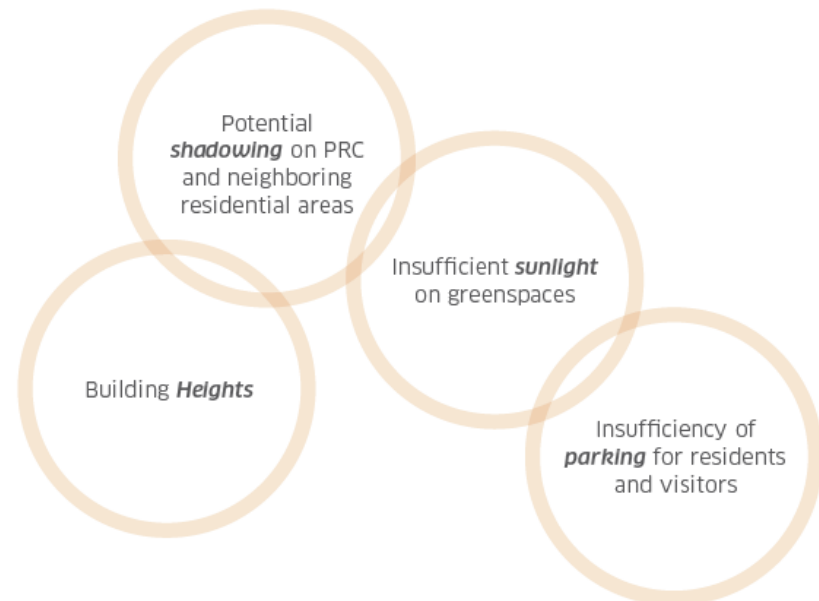 Potential
shadowing on PRC
and neighboring
residential areas
Insufficient sunlight
on greenspaces
Building Heights
Insufficiency of
parking for residents
and visitors